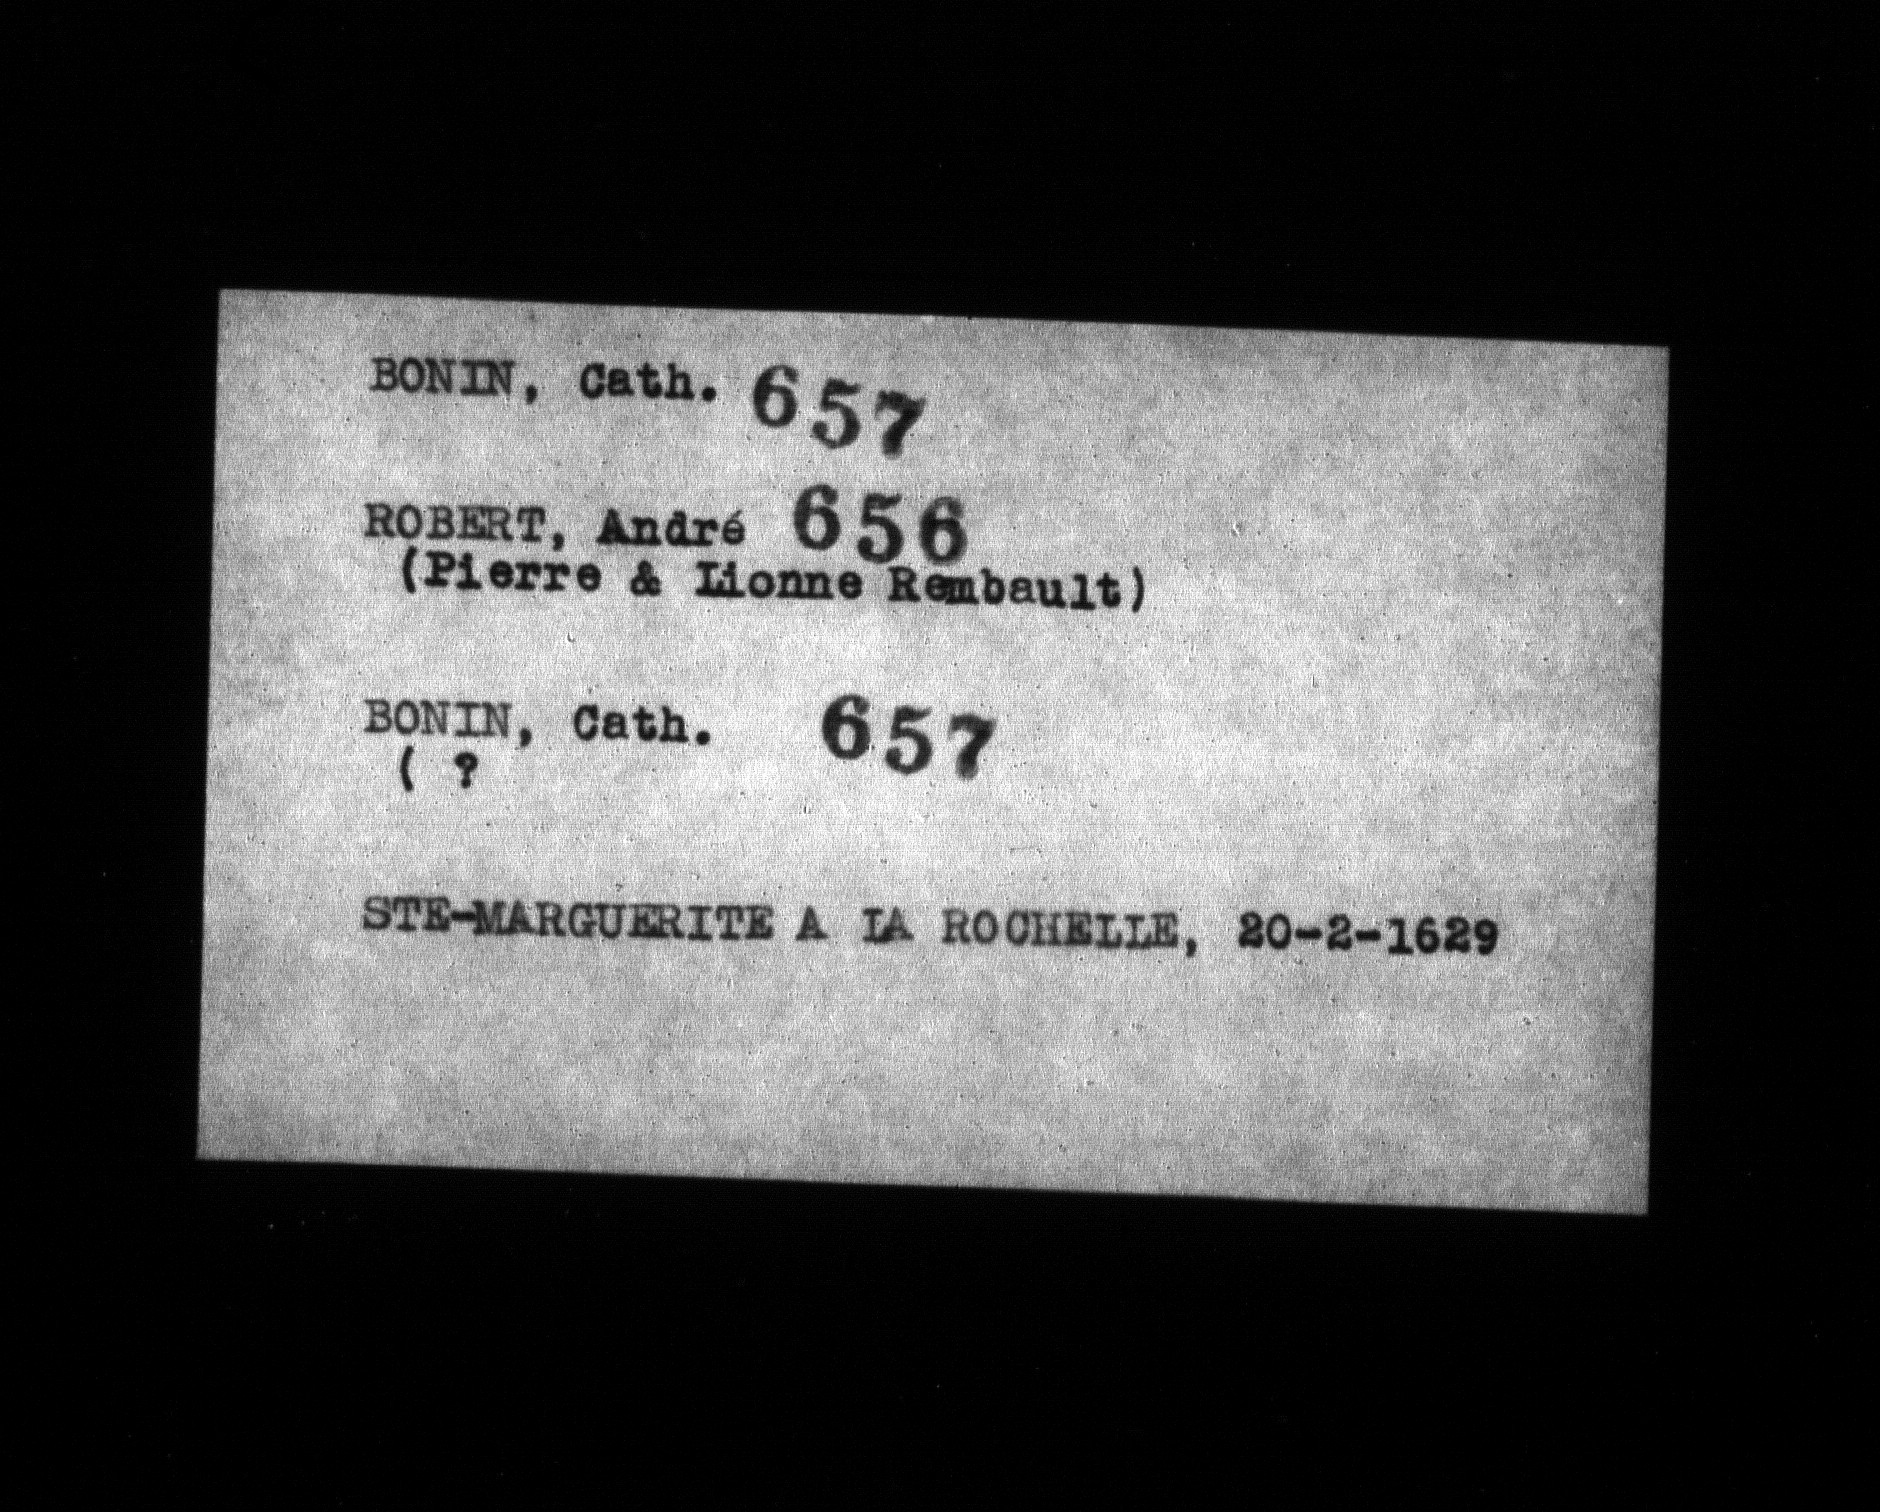 BONIN, Cath. 657
ROBERT, André 656
(Pierre & Lionne Rembault)
BONIN, Cath. 657
( ?
STE-MARGUERITE A LA ROCHELLE, 20-2-1629